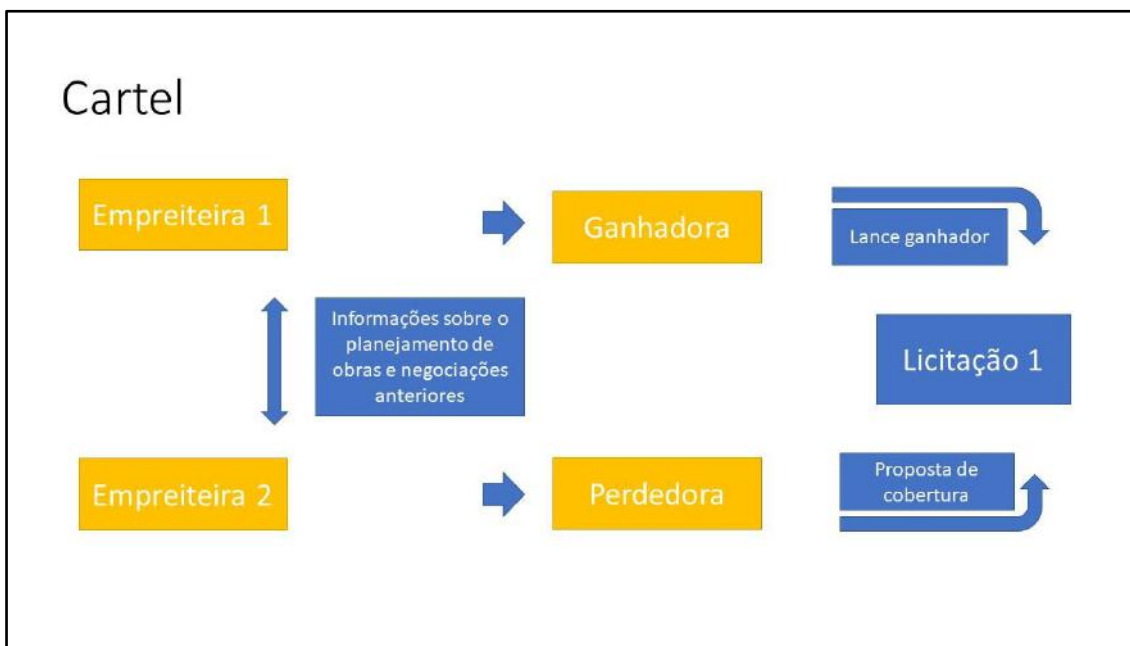 Cartel
Empreiteira 1
Ganhadora
Lance ganhador
Informações sobre o
planejamento de
obras e negociações
anteriores
Licitação 1
Empreiteira 2
Perdedora
Proposta de
cobertura